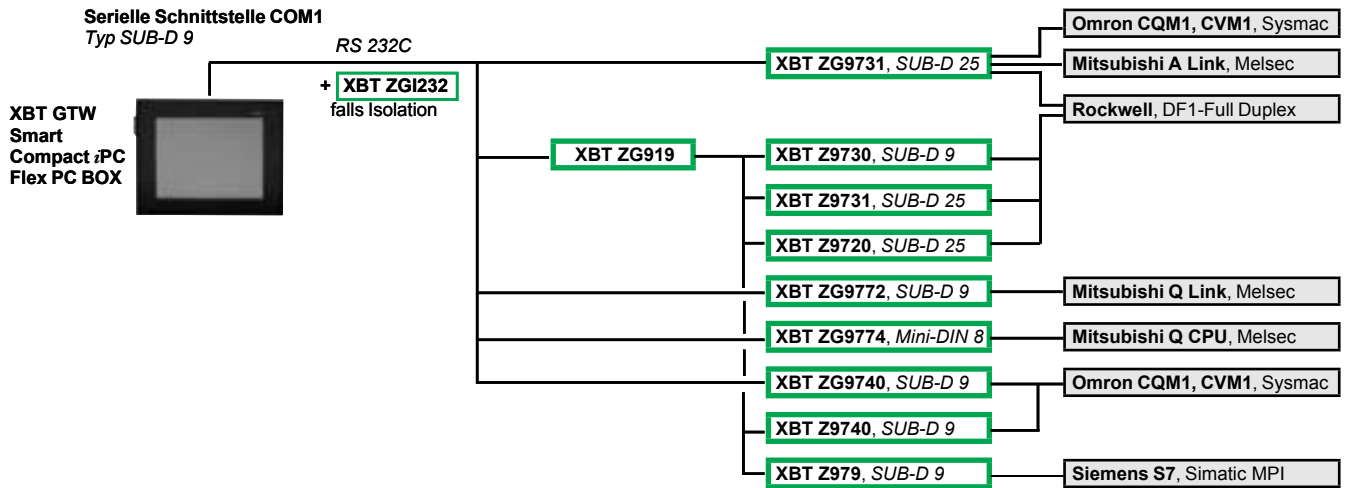 Serielle Schnittstelle COM1
Typ SUB-D 9
RS 232C
+ XBT ZGI232
falls Isolation
XBT GTW
Smart
Compact iPC
Flex PC BOX
XBT ZG919
XBT ZG9731, SUB-D 25
XBT Z9730, SUB-D 9
XBT Z9731, SUB-D 25
XBT Z9720, SUB-D 25
XBT ZG9772, SUB-D 9
XBT ZG9774, Mini-DIN 8
XBT ZG9740, SUB-D 9
XBT Z9740, SUB-D 9
XBT Z979, SUB-D 9
Omron CQM1, CVM1, Sysmac
Mitsubishi A Link, Melsec
Rockwell, DF1-Full Duplex
Mitsubishi Q Link, Melsec
Mitsubishi Q CPU, Melsec
Omron CQM1, CVM1, Sysmac
Siemens S7, Simatic MPI